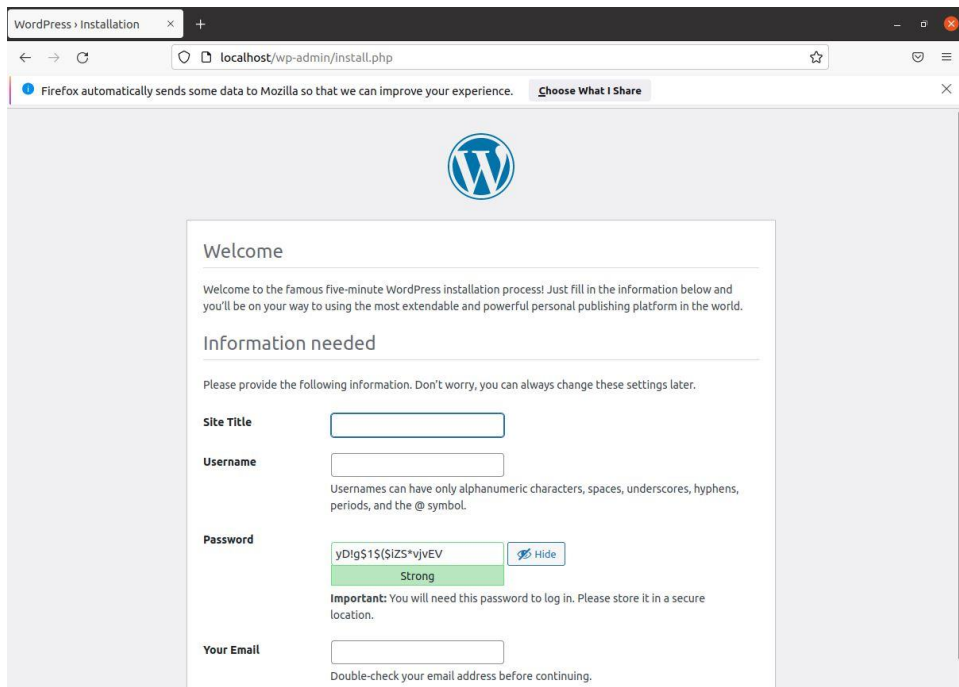 WordPress › Installation
localhost/wp-admin/install.php
Firefox automatically sends some data to Mozilla so that we can improve your experience. Choose What I Share
Welcome
Welcome to the famous five-minute WordPress installation process! Just fill in the information below and
you'll be on your way to using the most extendable and powerful personal publishing platform in the world.
Information needed
Please provide the following information. Don't worry, you can always change these settings later.
Site Title
Username
Usernames can have only alphanumeric characters, spaces, underscores, hyphens,
periods, and the @ symbol.
Password
yD!g$1$($iZS*vjvEV Hide
Strong
Important: You will need this password to log in. Please store it in a secure
location.
Your Email
Double-check your email address before continuing.